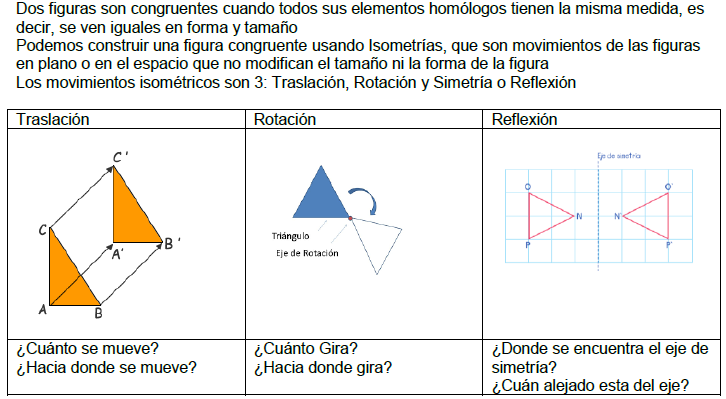 Dos figuras son congruentes cuando todos sus elementos homólogos tienen la misma medida, es
decir, se ven iguales en forma y tamaño
Podemos construir una figura congruente usando Isometrías, que son movimientos de las figuras
en plano o en el espacio que no modifican el tamaño ni la forma de la figura
Los movimientos isométricos son 3: Traslación, Rotación y Simetría o Reflexión
Traslación
C'
C
A'
B'
A
B
¿Cuánto se mueve?
¿Hacia donde se mueve?
Rotación
Triángulo
Eje de Rotación
¿Cuánto Gira?
¿Hacia donde gira?
Reflexión
Eje de simetría
O
O'
N
N'
P
P'
¿Donde se encuentra el eje de
simetría?
¿Cuán alejado esta del eje?